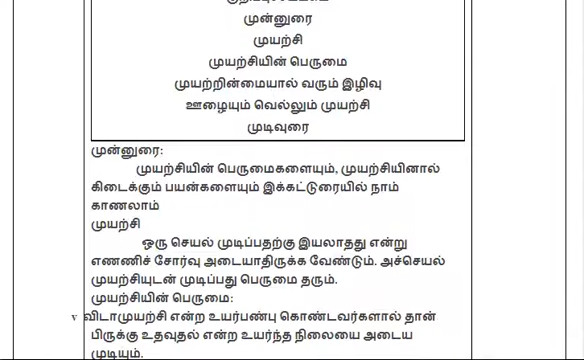 முன்னுரை
முயற்சி
முயற்சியின் பெருமை
முயற்றின்மையால் வரும் இழிவு
ஊழையும் வெல்லும் முயற்சி
முடிவுரை
முன்னுரை:
முயற்சியின் பெருமைகளையும், முயற்சியினால்
கிடைக்கும் பயன்களையும் இக்கட்டுரையில் நாம்
காணலாம்
முயற்சி
ஒரு செயல் முடிப்பதற்கு இயலாதது என்று
எணணிச் சோர்வு அடையாதிருக்க வேண்டும். அச்செயல்
முயற்சியுடன் முடிப்பது பெருமை தரும்.
முயற்சியின் பெருமை:
v விடாமுயற்சி என்ற உயர்பண்பு கொண்டவர்களால் தான்
பிருக்கு உதவுதல் என்ற உயர்ந்த நிலையை அடைய
முடியும்.